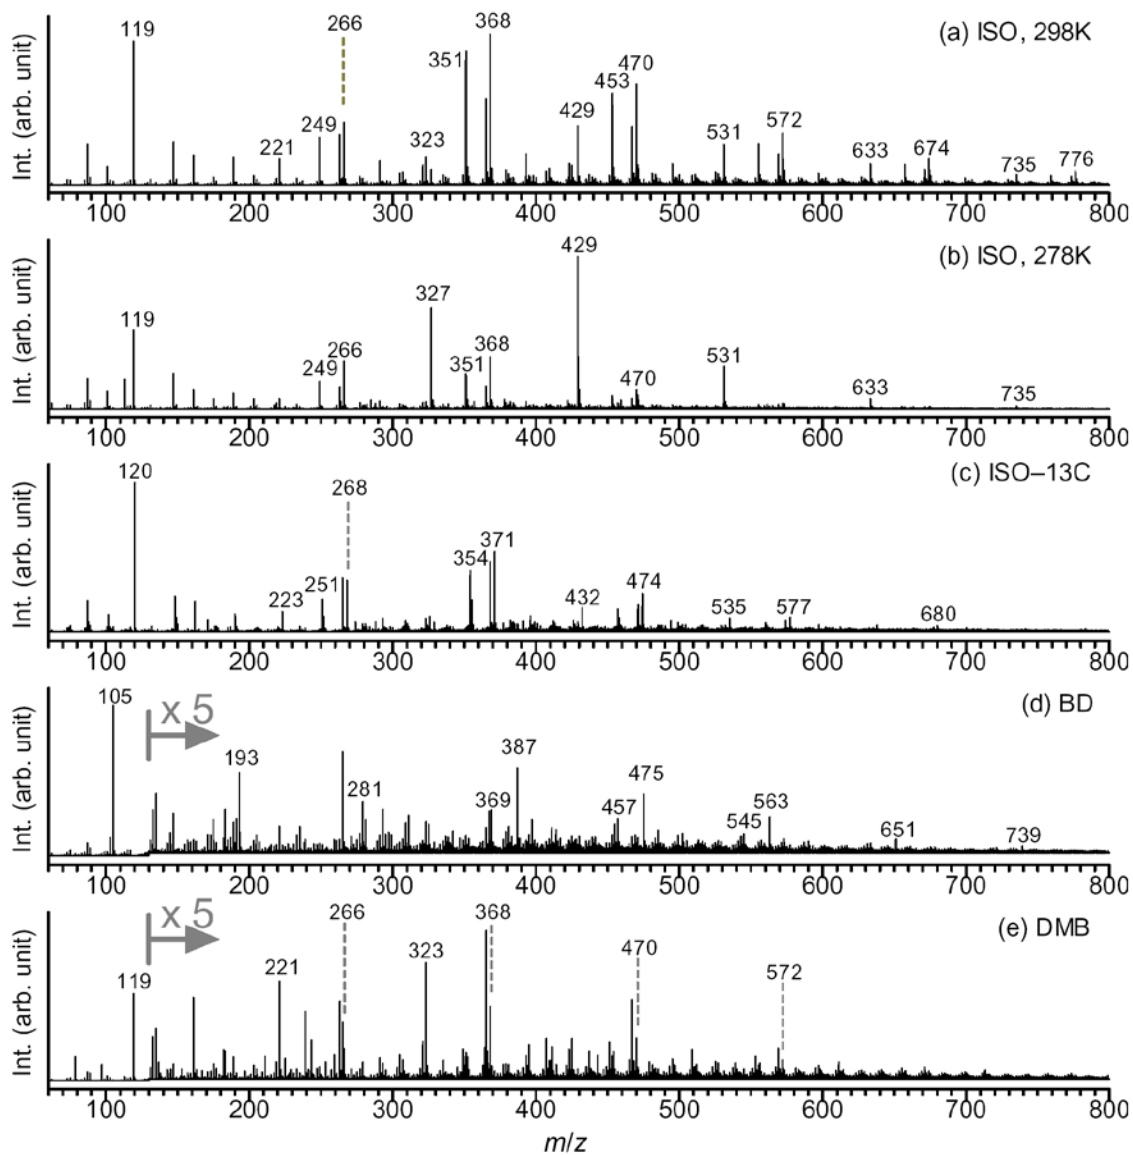 (a) ISO, 298K
Int. (arb. unit)
119 221 249 266 323 351 368 429 453 470 531 572 633 674 735 776
100 200 300 400 500 600 700 800
(b) ISO, 278K
Int. (arb. unit)
119 249 266 327 351 368 429 470 531 633 735
100 200 300 400 500 600 700 800
(c) ISO–13C
Int. (arb. unit)
120 223 251 268 354 371 432 474 535 577 680
100 200 300 400 500 600 700 800
(d) BD
Int. (arb. unit)
105 x 5 193 281 369 387 457 475 545 563 651 739
100 200 300 400 500 600 700 800
(e) DMB
Int. (arb. unit)
119 x 5 221 266 323 368 470 572
100 200 300 400 500 600 700 800
m/z